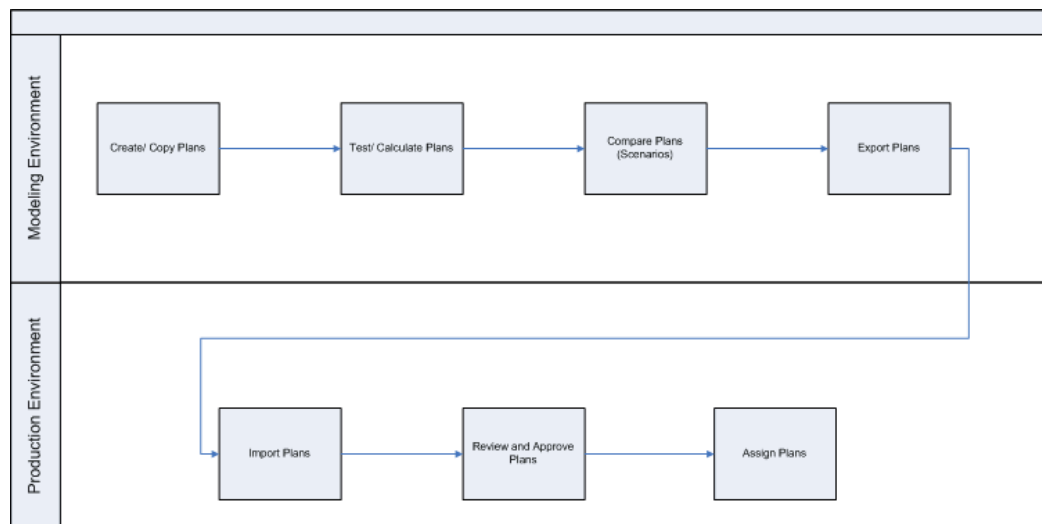 Modeling Environment
Create/ Copy Plans
Test/ Calculate Plans
Compare Plans
(Scenarios)
Export Plans
Production Environment
Import Plans
Review and Approve
Plans
Assign Plans